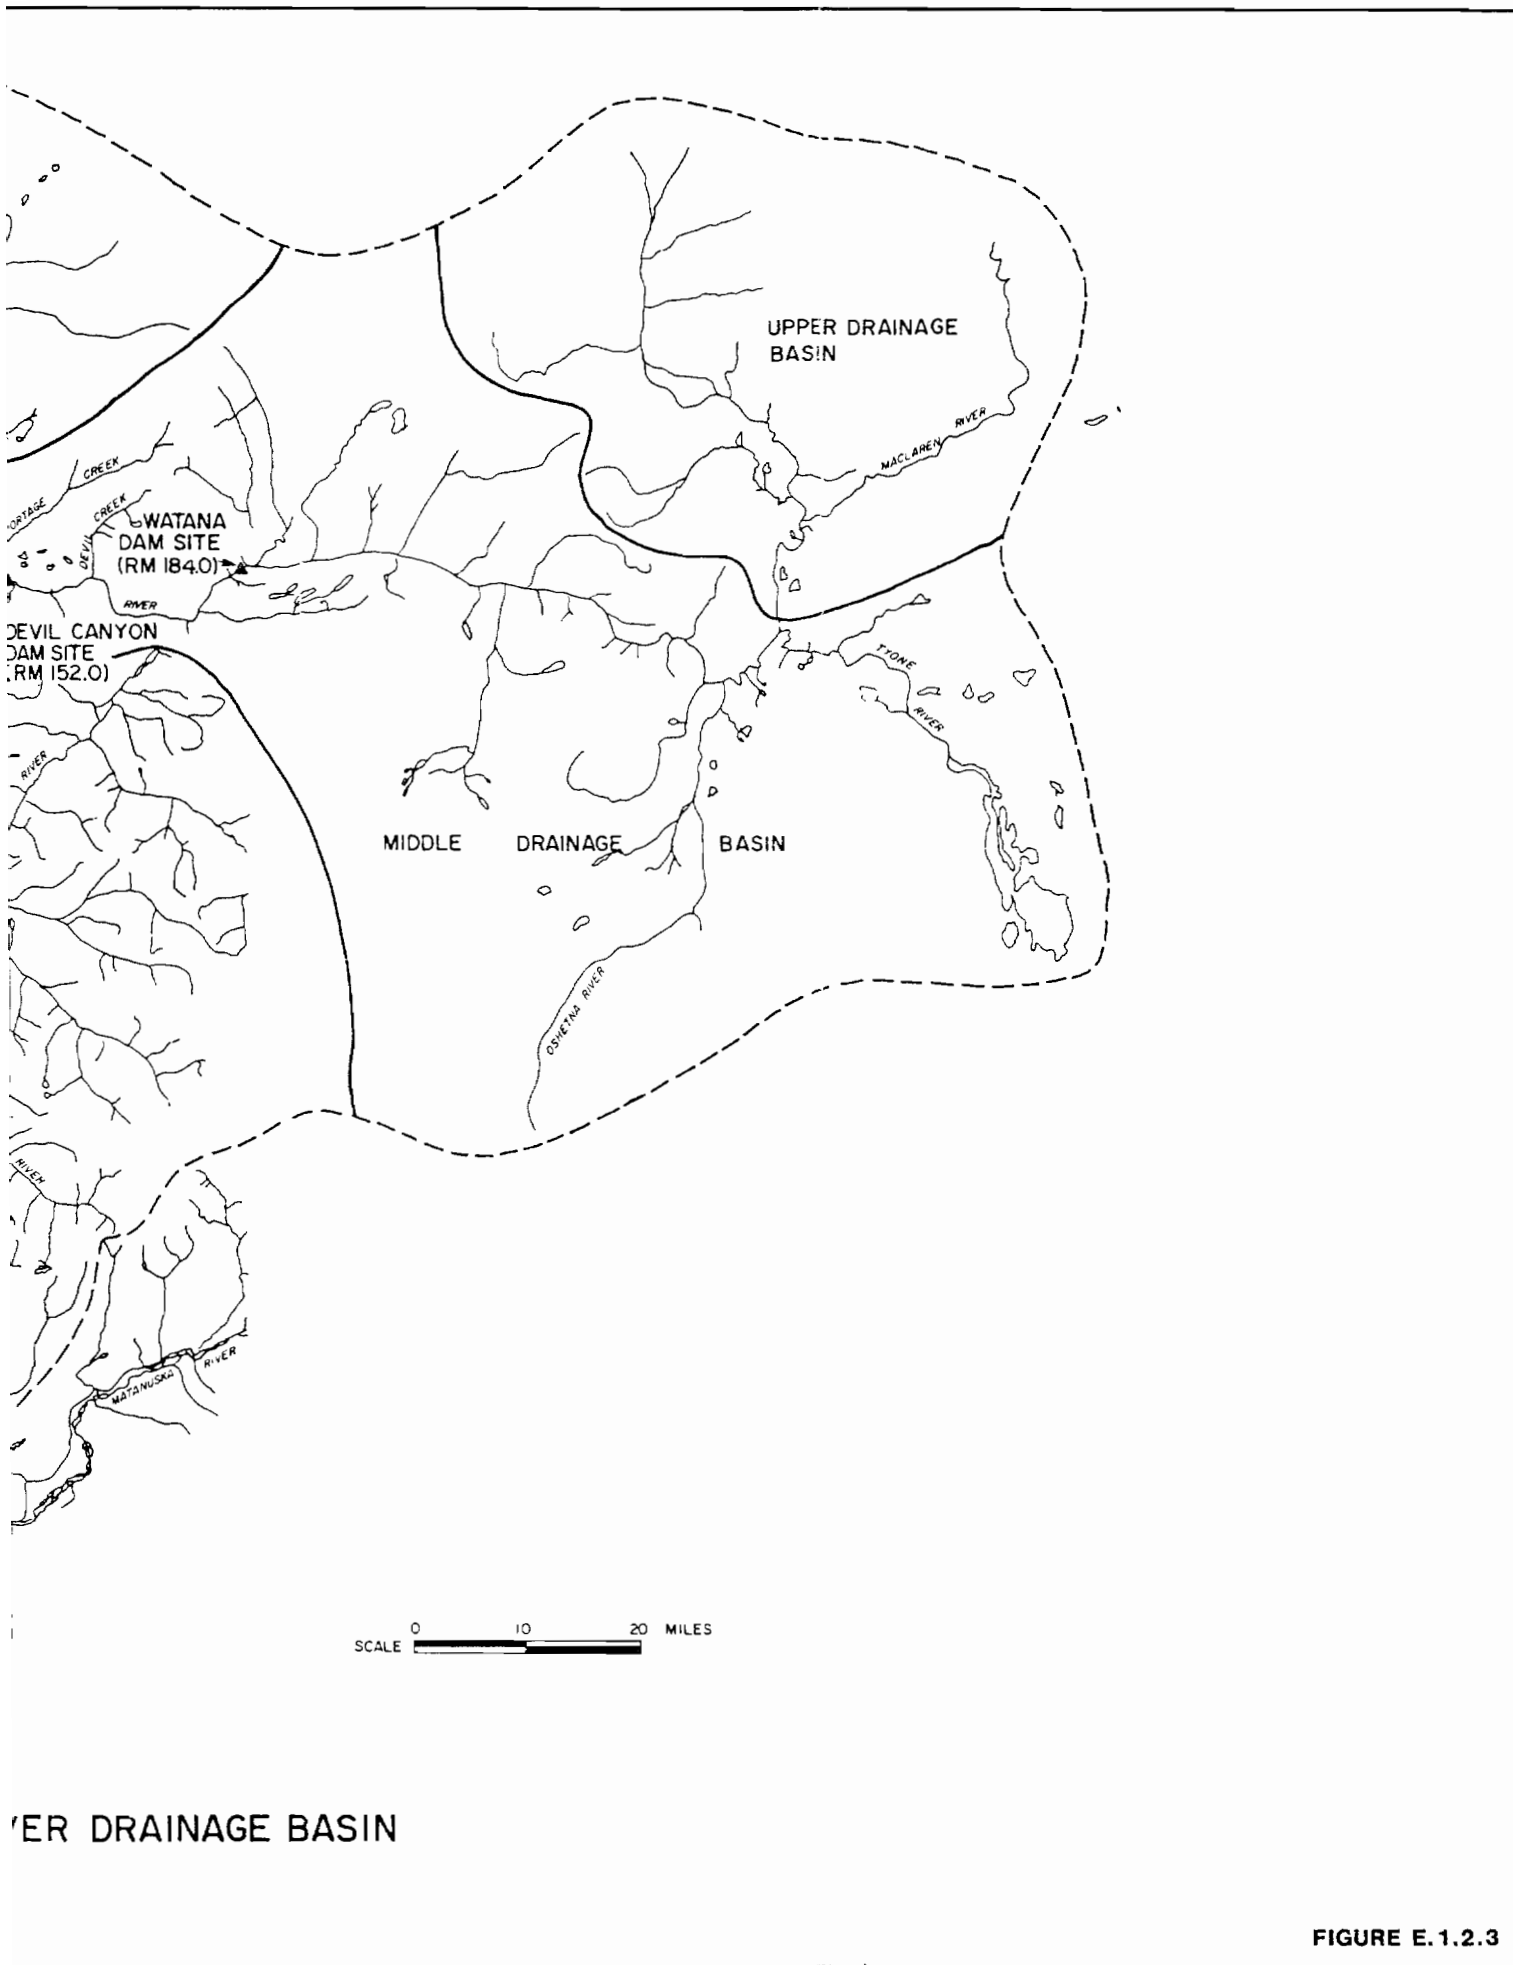 UPPER DRAINAGE
BASIN
MACLAREN RIVER
CREEK
CREEK
DEVIL
WATANA
DAM SITE
(RM 184.0)
RIVER
DEVIL CANYON
DAM SITE
(RM 152.0)
TYONE
RIVER
RIVER
MIDDLE DRAINAGE BASIN
OSHETNA RIVER
RIVER
MATANUSKA RIVER
0 10 20 MILES
SCALE
ER DRAINAGE BASIN
FIGURE E.1.2.3